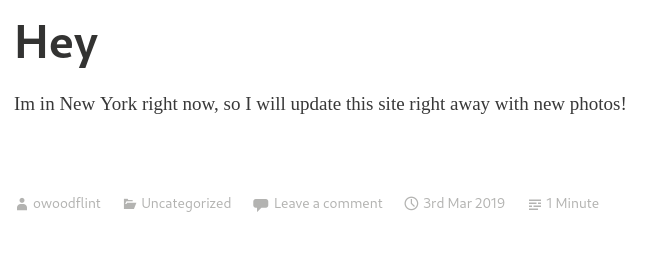 Hey
Im in New York right now, so I will update this site right away with new photos!
owoodflint Uncategorized Leave a comment 3rd Mar 2019 1 Minute